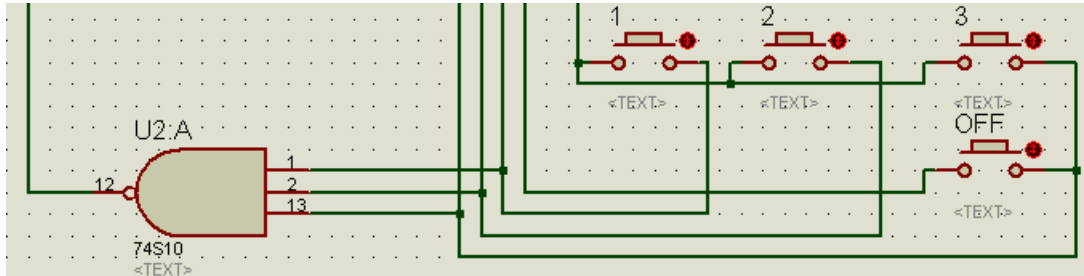 1 2 3
<TEXT> <TEXT> <TEXT>
OFF
U2:A
1
12 2
13
<TEXT>
74S10
<TEXT>